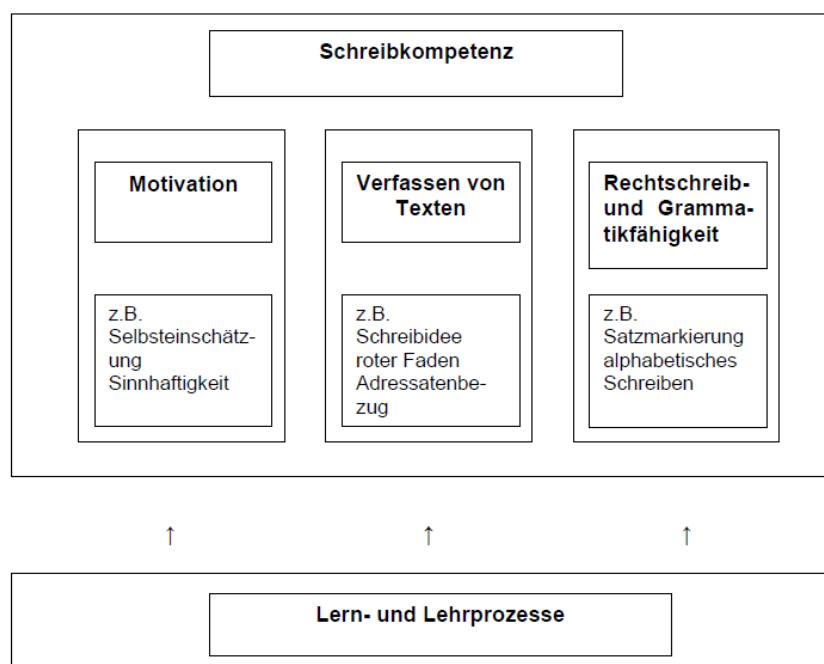 Schreibkompetenz
Motivation
z.B.
Selbsteinschätz-
ung
Sinnhaftigkeit
Verfassen von
Texten
z.B.
Schreibidee
roter Faden
Adressatenbe-
zug
Rechtschreib-
und Gramma-
tikfähigkeit
z.B.
Satzmarkierung
alphabetisches
Schreiben
↑ ↑ ↑
Lern- und Lehrprozesse